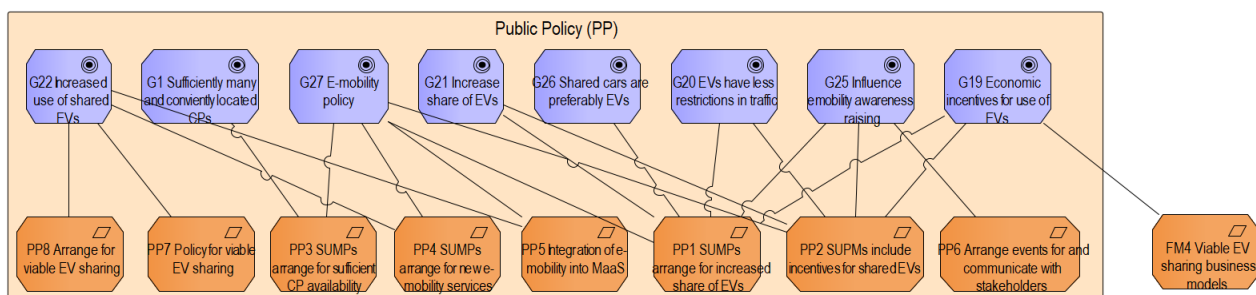 Public Policy (PP)
G22 Increased
use of shared
EVs
G1 Sufficiently many
and conviently located
CPs
G27 E-mobility
policy
G21 Increase
share of EVs
G26 Shared cars are
preferably EVs
G20 EVs have less
restrictions in traffic
G25 Influence
emobility awareness
raising
G19 Economic
incentives for use of
EVs
PP8 Arrange for
viable EV sharing
PP7 Policy for viable
EV sharing
PP3 SUMPs
arrange for sufficient
CP availability
PP4 SUMPs
arrange for new e-
mobility services
PP5 Integration of e-
mobility into MaaS
PP1 SUMPs
arrange for increased
share of EVs
PP2 SUPMs include
incentives for shared EVs
PP6 Arrange events for and
communicate with
stakeholders
FM4 Viable EV
sharing business
models